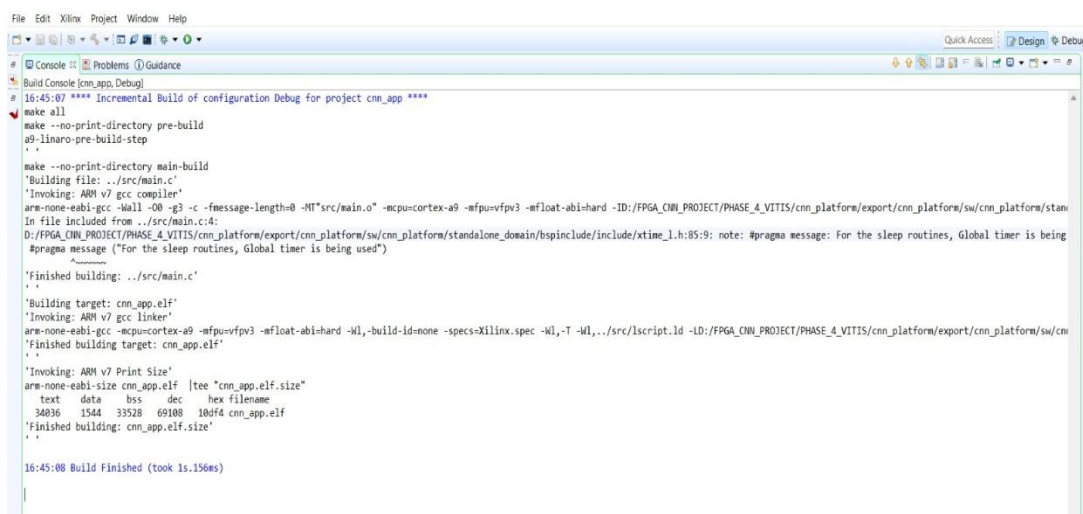 File Edit Xilinx Project Window Help
Quick Access Design Debu
Console Problems Guidance
Build Console [cnn_app, Debug]
16:45:07 **** Incremental Build of configuration Debug for project cnn_app ****
make all
make --no-print-directory pre-build
a9-linaro-pre-build-step
' '
make --no-print-directory main-build
'Building file: ../src/main.c'
'Invoking: ARM v7 gcc compiler'
arm-none-eabi-gcc -Wall -O0 -g3 -c -fmessage-length=0 -MT"src/main.o" -mcpu=cortex-a9 -mfpu=vfpv3 -mfloat-abi=hard -ID:/FPGA_CNN_PROJECT/PHASE_4_VITIS/cnn_platform/export/cnn_platform/sw/cnn_platform/stan
In file included from ../src/main.c:4:
D:/FPGA_CNN_PROJECT/PHASE_4_VITIS/cnn_platform/export/cnn_platform/sw/cnn_platform/standalone_domain/bspinclude/include/xtime_l.h:85:9: note: #pragma message: For the sleep routines, Global timer is being
#pragma message ("For the sleep routines, Global timer is being used")
^~~~~~~
'Finished building: ../src/main.c'
' '
'Building target: cnn_app.elf'
'Invoking: ARM v7 gcc linker'
arm-none-eabi-gcc -mcpu=cortex-a9 -mfpu=vfpv3 -mfloat-abi=hard -Wl,-build-id=none -specs=Xilinx.spec -Wl,-T -Wl,../src/lscript.ld -LD:/FPGA_CNN_PROJECT/PHASE_4_VITIS/cnn_platform/export/cnn_platform/sw/cn
'Finished building target: cnn_app.elf'
' '
'Invoking: ARM v7 Print Size'
arm-none-eabi-size cnn_app.elf |tee "cnn_app.elf.size"
text data bss dec hex filename
34036 1544 33528 69108 10df4 cnn_app.elf
'Finished building: cnn_app.elf.size'
' '
16:45:08 Build Finished (took 1s.156ms)